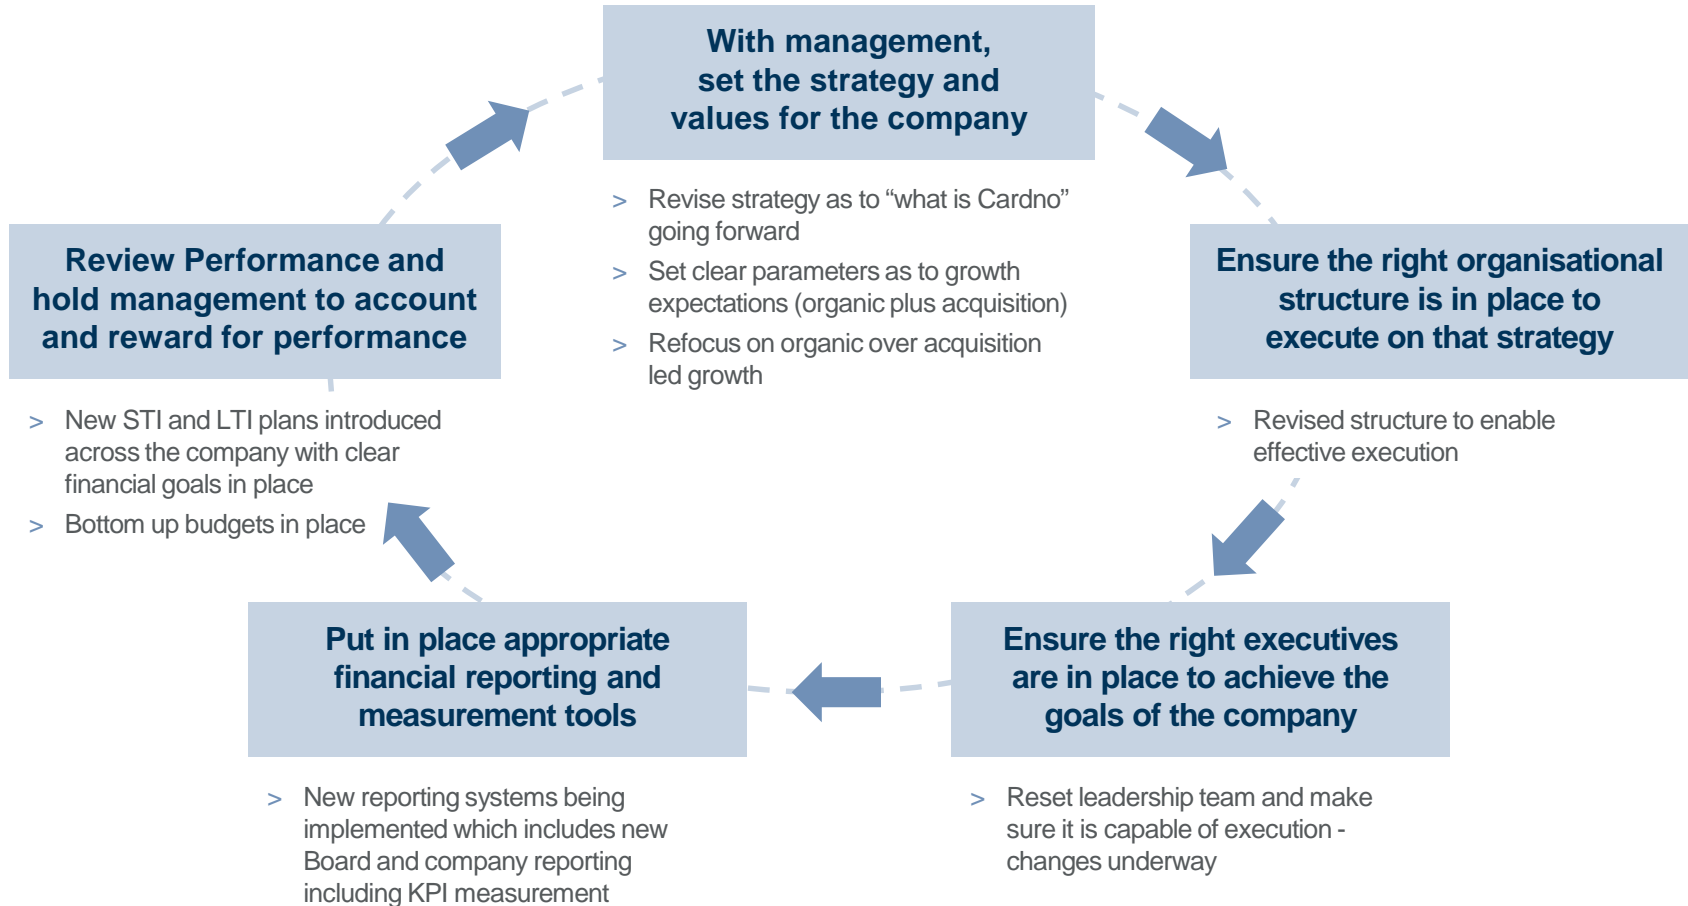 With management,
set the strategy and
values for the company
> Revise strategy as to “what is Cardno”
going forward
> Set clear parameters as to growth
expectations (organic plus acquisition)
> Refocus on organic over acquisition
led growth
Ensure the right organisational
structure is in place to
execute on that strategy
> Revised structure to enable
effective execution
Ensure the right executives
are in place to achieve the
goals of the company
> Reset leadership team and make
sure it is capable of execution -
changes underway
Put in place appropriate
financial reporting and
measurement tools
> New reporting systems being
implemented which includes new
Board and company reporting
including KPI measurement
Review Performance and
hold management to account
and reward for performance
> New STI and LTI plans introduced
across the company with clear
financial goals in place
> Bottom up budgets in place